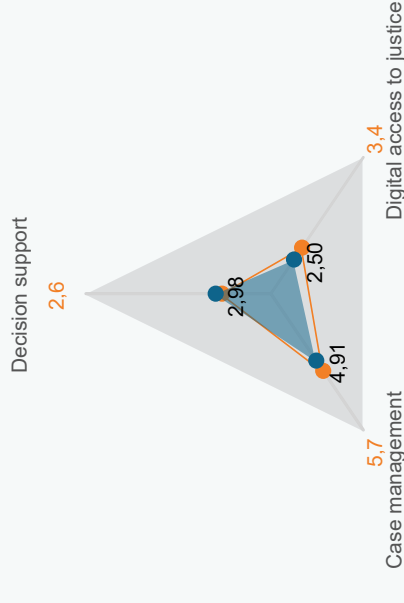 Decision support
2,6
2,98
3,4
Digital access to justice
2,50
4,91
5,7
Case management